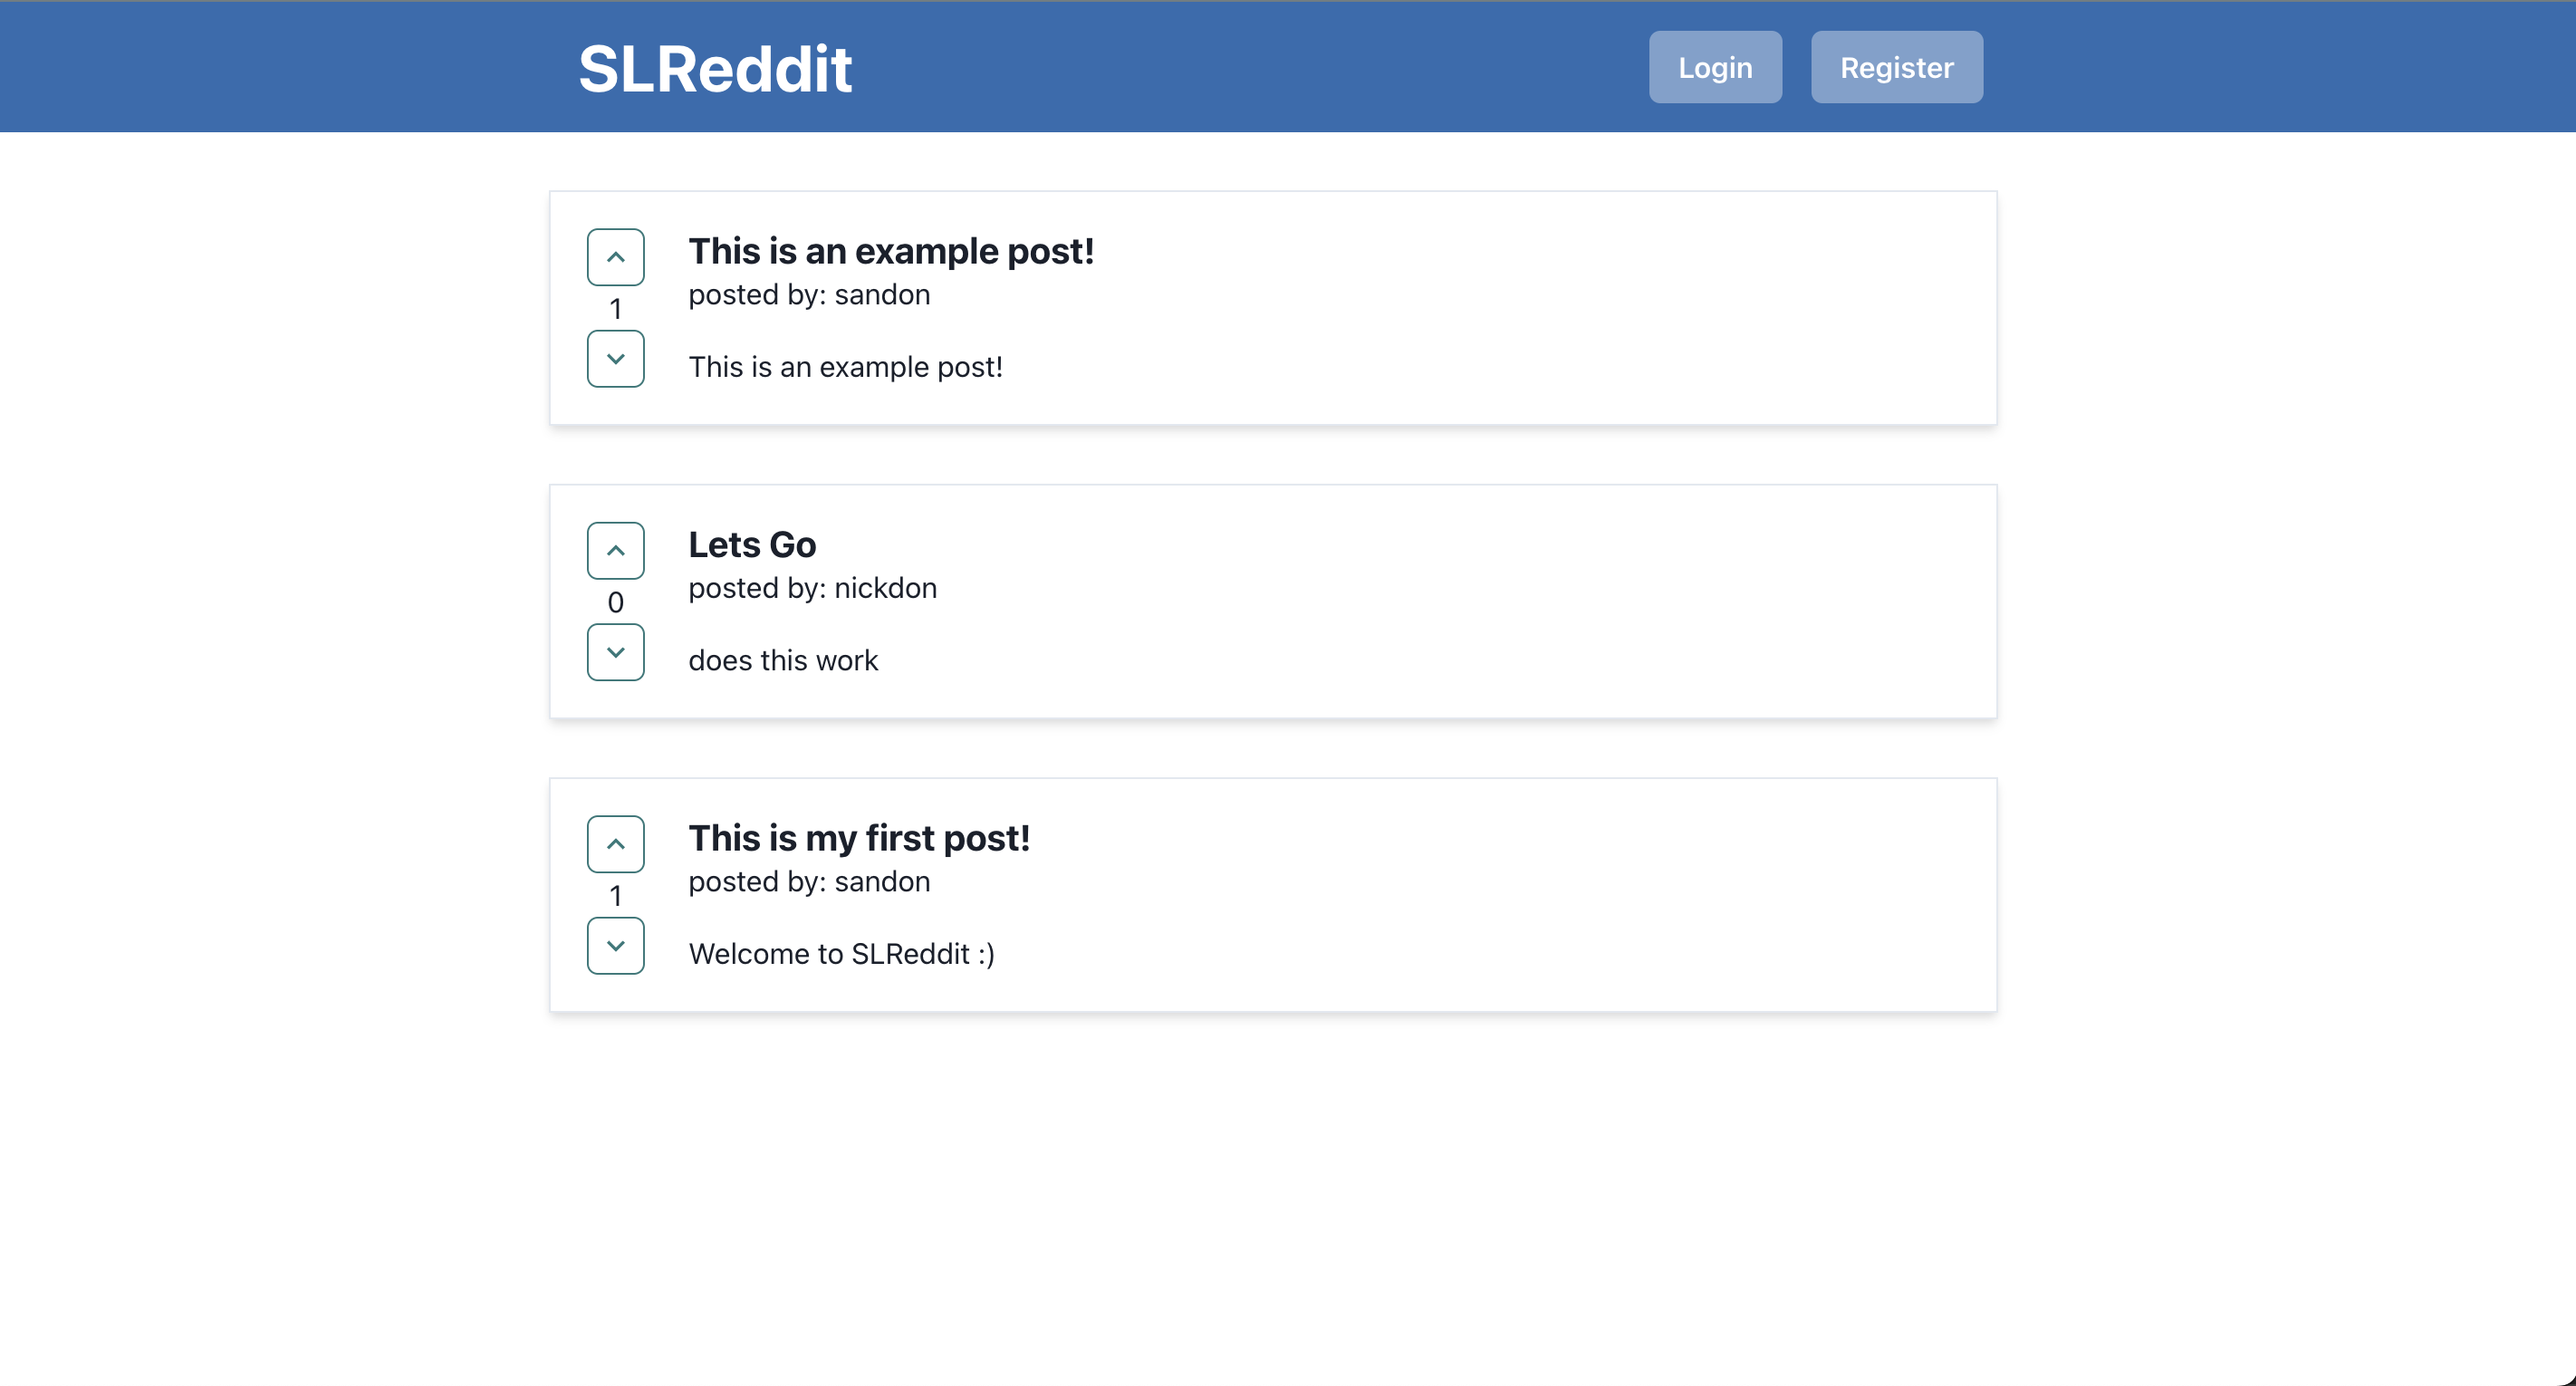 SLReddit
Login
Register
This is an example post!
posted by: sandon
1
This is an example post!
Lets Go
posted by: nickdon
0
does this work
This is my first post!
posted by: sandon
1
Welcome to SLReddit :)